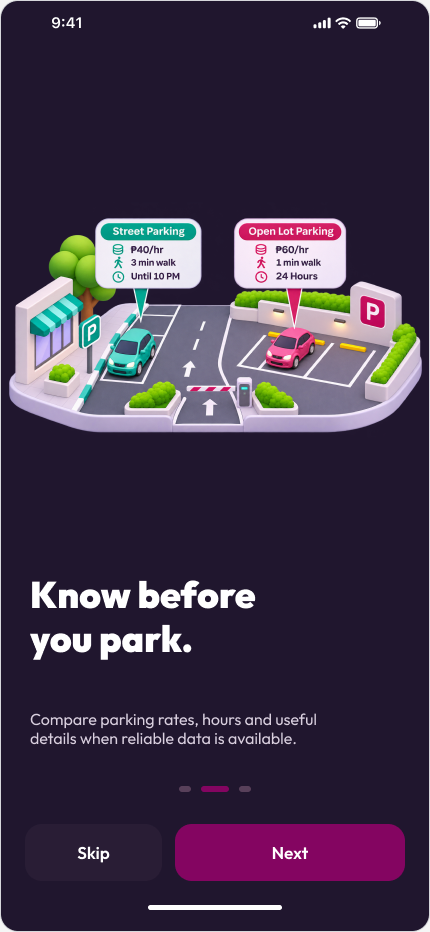 9:41
Street Parking
₱40/hr
3 min walk
Until 10 PM
Open Lot Parking
₱60/hr
1 min walk
24 Hours
P
P
Know before
you park.
Compare parking rates, hours and useful
details when reliable data is available.
Skip
Next